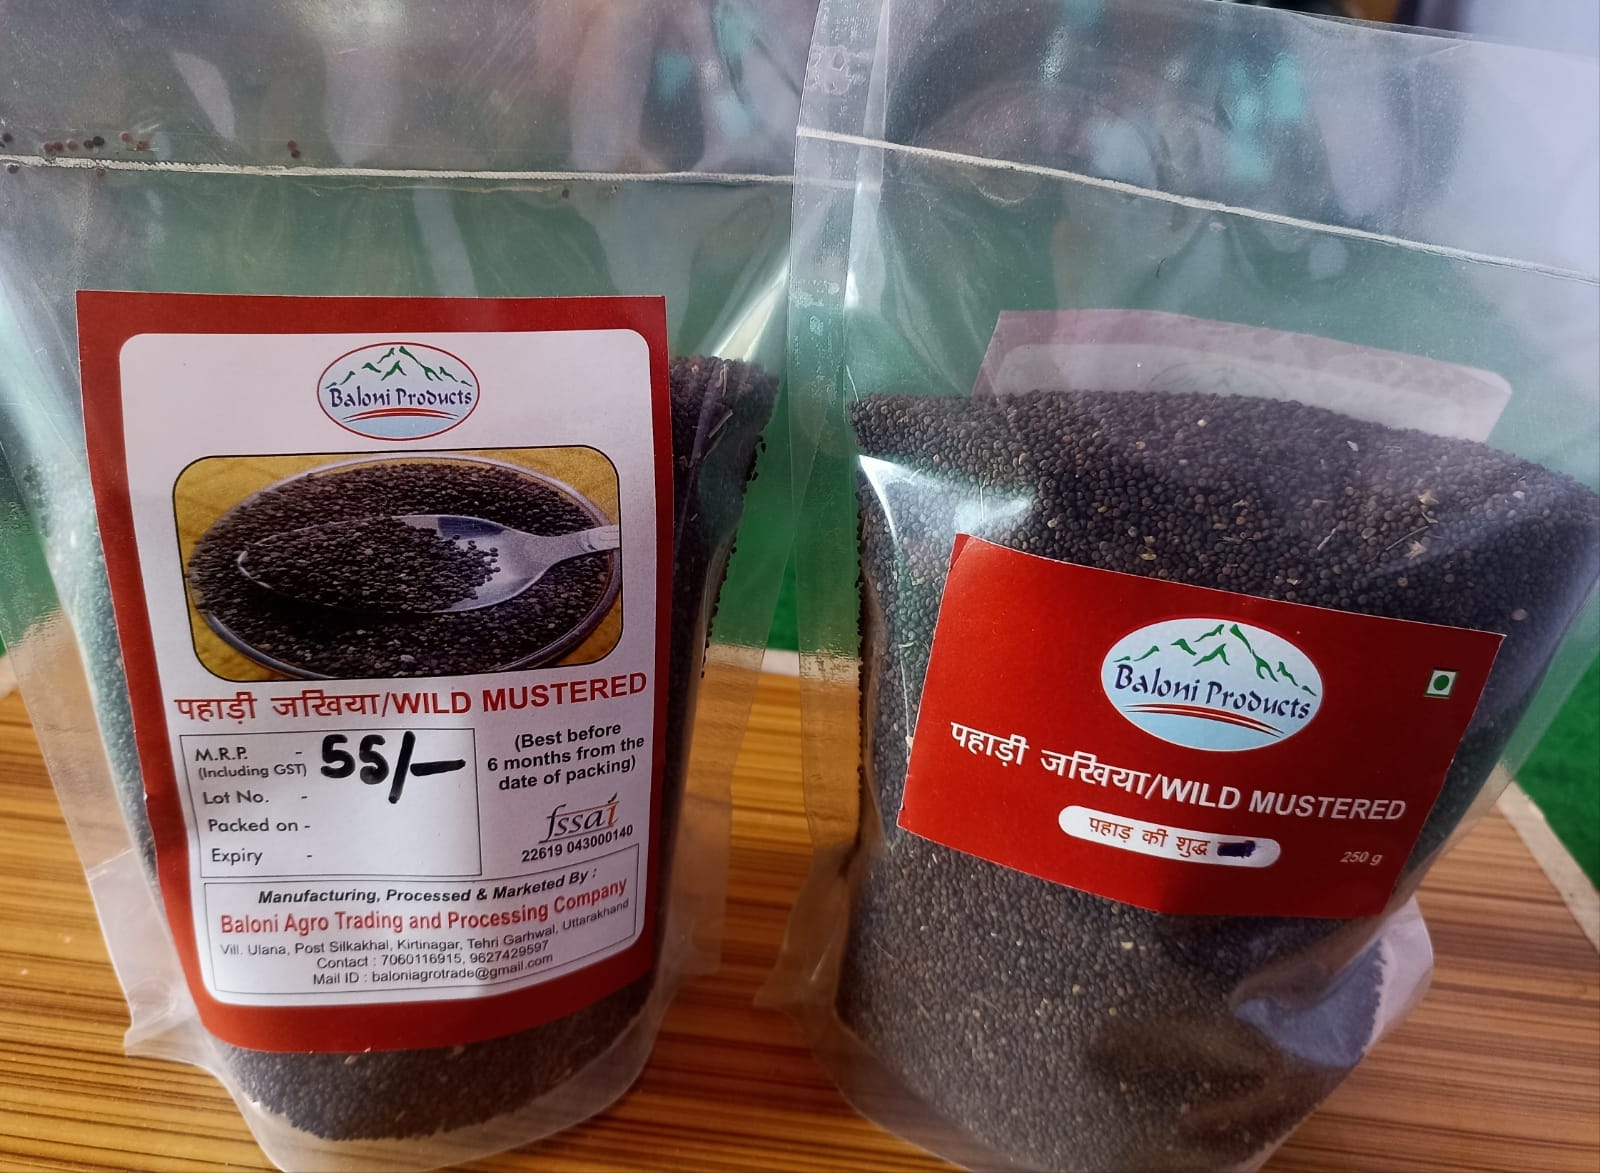 Baloni Products
पहाड़ी जखिया/WILD MUSTERED
M.R.P. - 55/-
(Including GST)
Lot No. -
Packed on -
Expiry -
(Best before
6 months from the
date of packing)
fssai
22619 043000140
Manufacturing, Processed & Marketed By :
Baloni Agro Trading and Processing Company
Vill. Ulana, Post Silkakhal, Kirtinagar, Tehri Garhwal, Uttarakhand
Contact : 7060116915, 9627429597
Mail ID : baloniagrotrade@gmail.com
Baloni Products
पहाड़ी जखिया/WILD MUSTERED
पहाड़ की शुद्ध
250 g